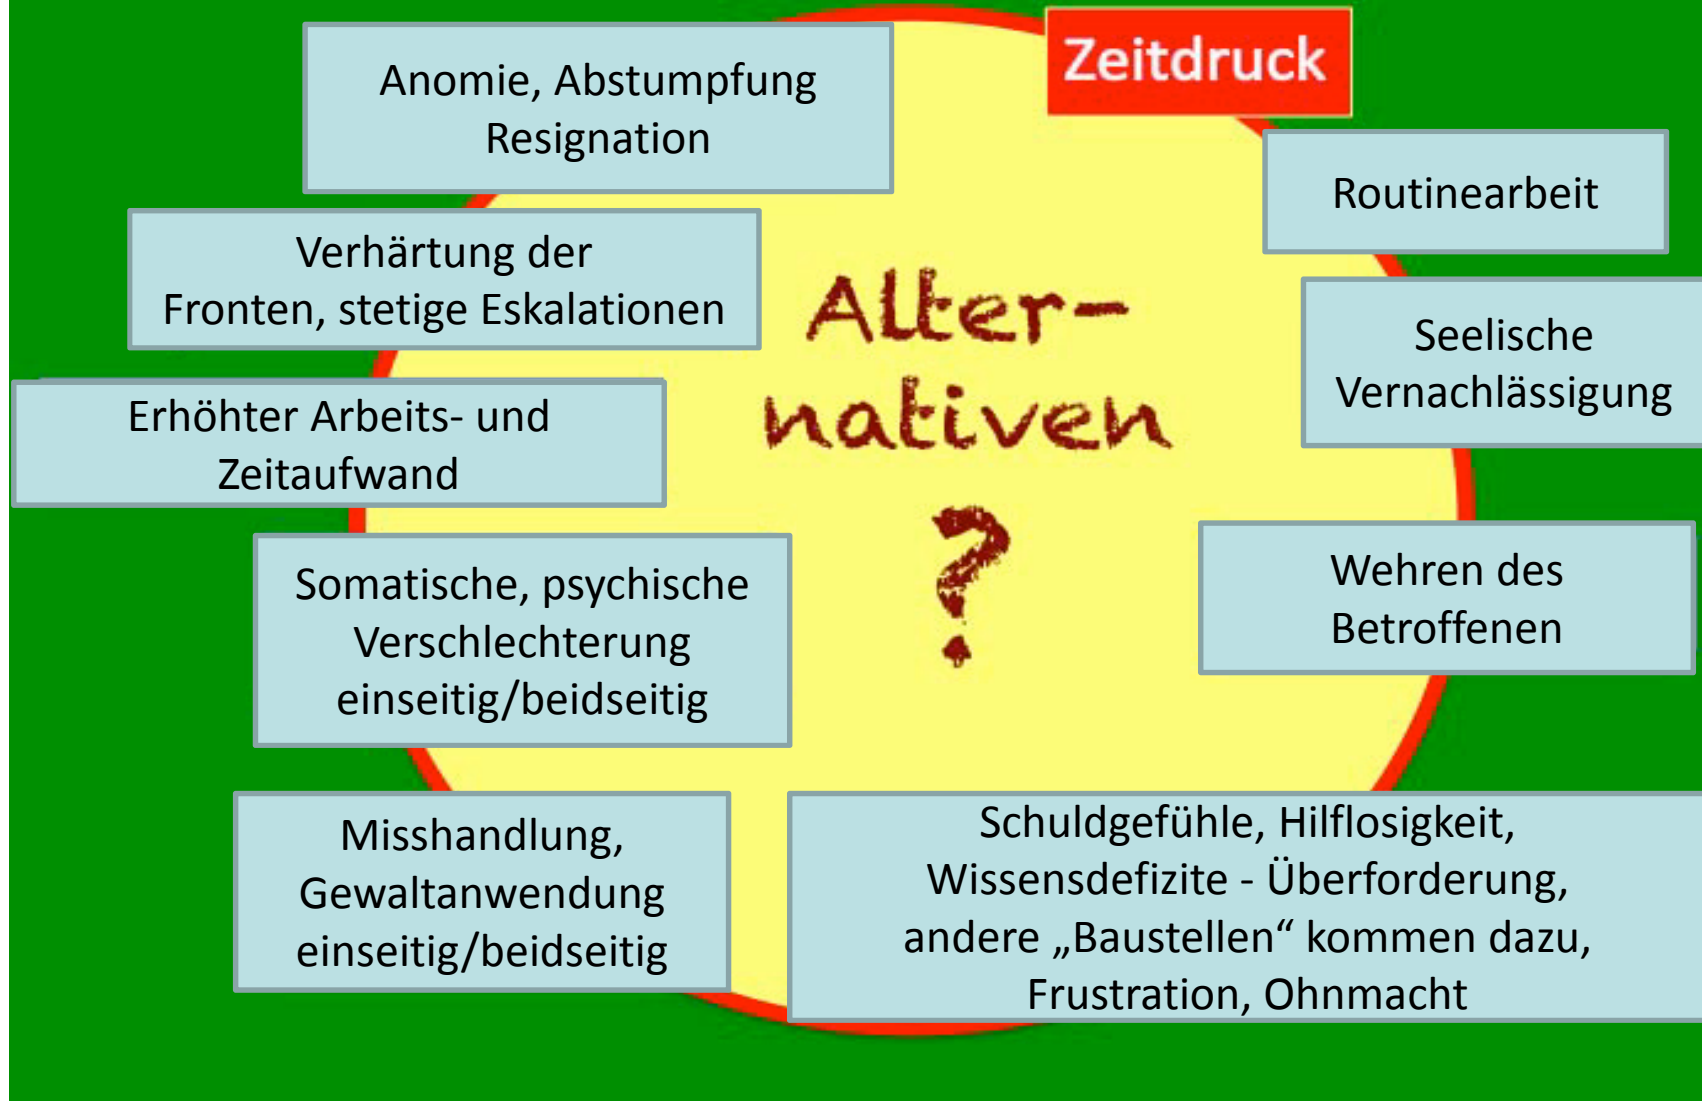 Zeitdruck
Routinearbeit
Seelische
Vernachlässigung
Wehren des
Betroffenen
Schuldgefühle, Hilflosigkeit,
Wissensdefizite - Überforderung,
andere „Baustellen“ kommen dazu,
Frustration, Ohnmacht
Misshandlung,
Gewaltanwendung
einseitig/beidseitig
Somatische, psychische
Verschlechterung
einseitig/beidseitig
Erhöhter Arbeits- und
Zeitaufwand
Verhärtung der
Fronten, stetige Eskalationen
Anomie, Abstumpfung
Resignation
Alter-
nativen
?